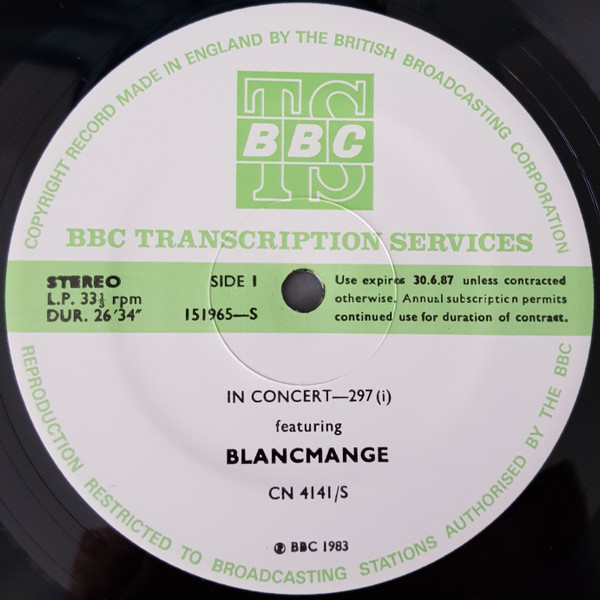 COPYRIGHT RECORD MADE IN ENGLAND BY THE BRITISH BROADCASTING CORPORATION
TS
BBC
BBC TRANSCRIPTION SERVICES
STEREO
L.P. 33⅓ rpm
DUR. 26'34"
SIDE 1
151965—S
Use expires 30.6.87 unless contracted
otherwise. Annual subscription permits
continued use for duration of contract.
IN CONCERT—297 (i)
featuring
BLANCMANGE
CN 4141/S
℗ BBC 1983
REPRODUCTION RESTRICTED TO BROADCASTING STATIONS AUTHORISED BY THE BBC